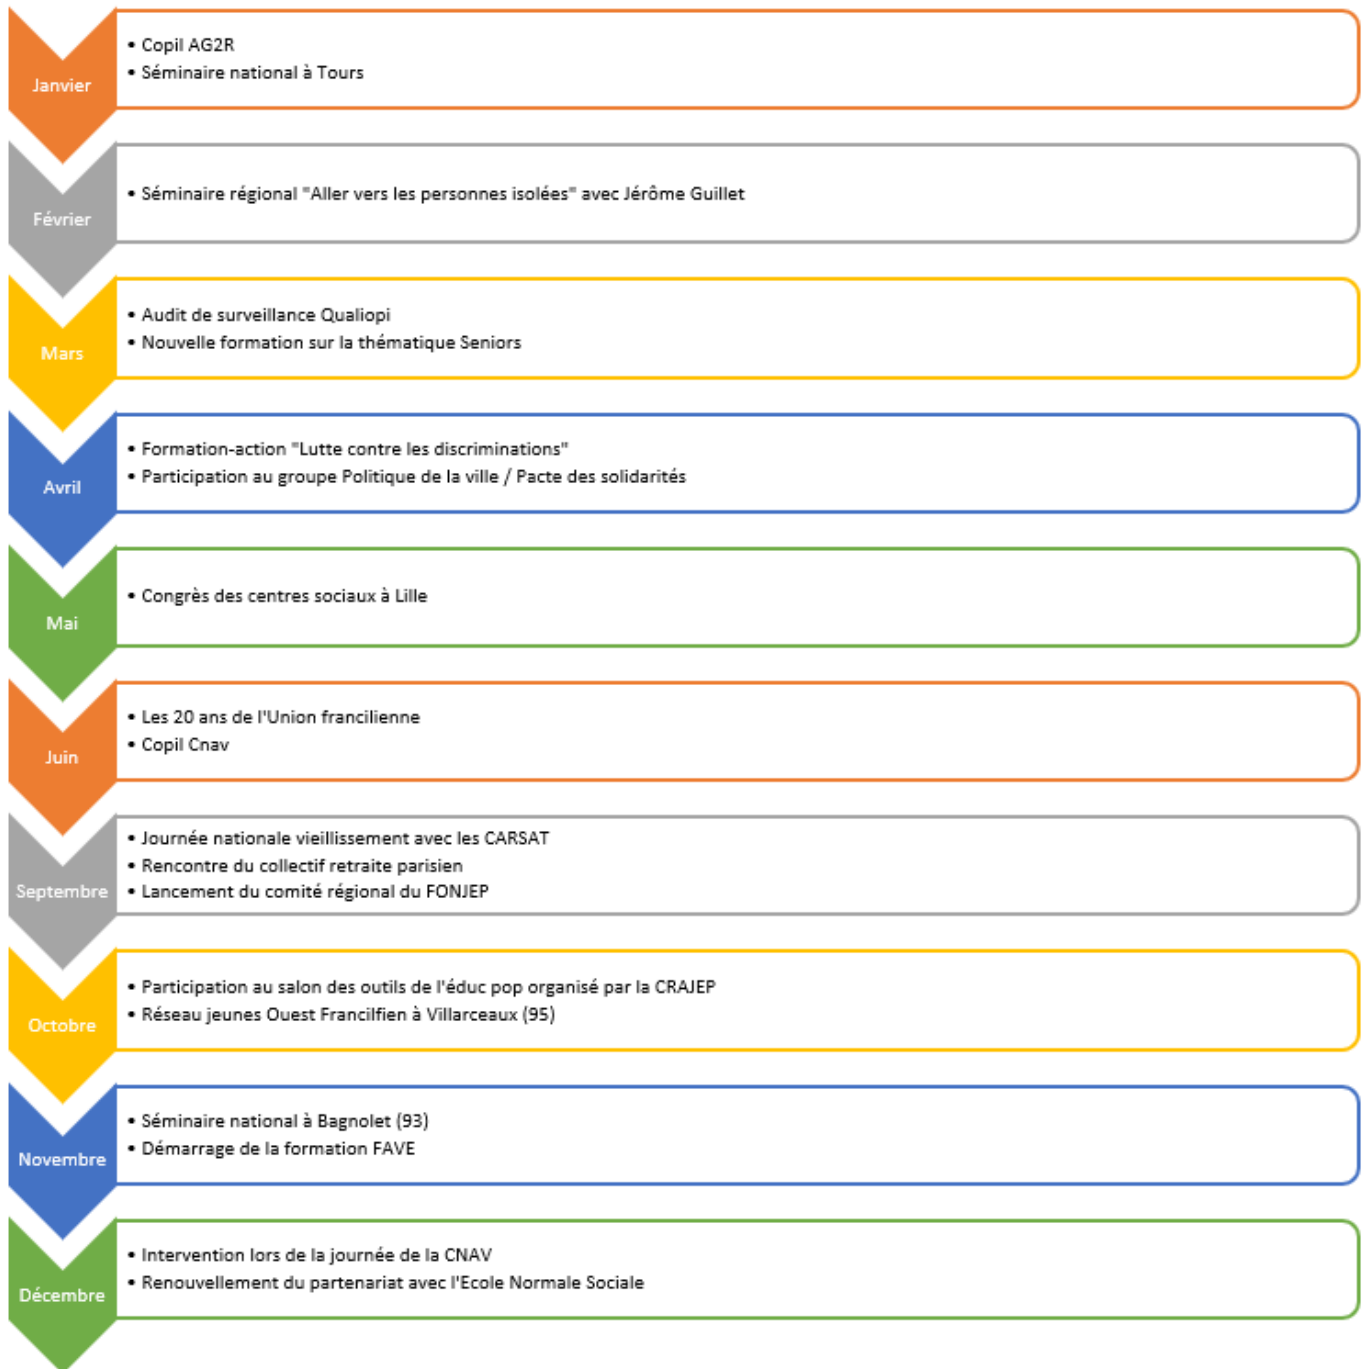 Janvier
• Copil AG2R
• Séminaire national à Tours
Février
• Séminaire régional "Aller vers les personnes isolées" avec Jérôme Guillet
Mars
• Audit de surveillance Qualiopi
• Nouvelle formation sur la thématique Seniors
Avril
• Formation-action "Lutte contre les discriminations"
• Participation au groupe Politique de la ville / Pacte des solidarités
Mai
• Congrès des centres sociaux à Lille
Juin
• Les 20 ans de l'Union francilienne
• Copil Cnav
Septembre
• Journée nationale vieillissement avec les CARSAT
• Rencontre du collectif retraite parisien
• Lancement du comité régional du FONJEP
Octobre
• Participation au salon des outils de l'éduc pop organisé par la CRAJEP
• Réseau jeunes Ouest Francilfien à Villarceaux (95)
Novembre
• Séminaire national à Bagnolet (93)
• Démarrage de la formation FAVE
Décembre
• Intervention lors de la journée de la CNAV
• Renouvellement du partenariat avec l'Ecole Normale Sociale